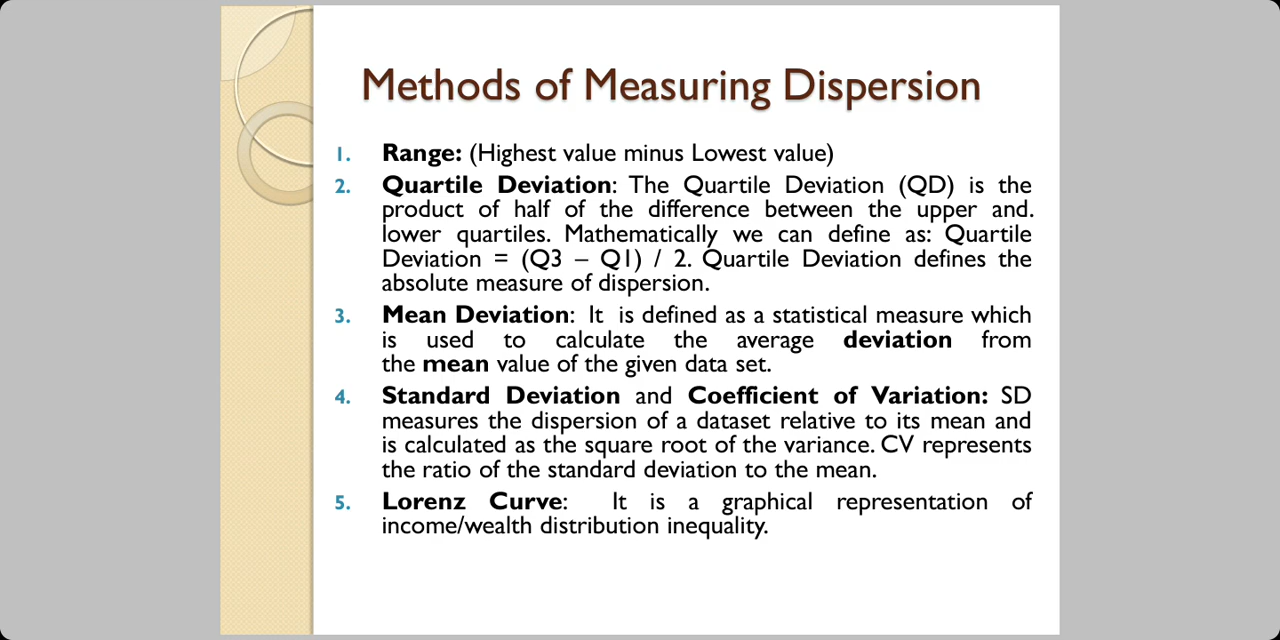 Methods of Measuring Dispersion
1. Range: (Highest value minus Lowest value)
2. Quartile Deviation: The Quartile Deviation (QD) is the
product of half of the difference between the upper and.
lower quartiles. Mathematically we can define as: Quartile
Deviation = (Q3 – Q1) / 2. Quartile Deviation defines the
absolute measure of dispersion.
3. Mean Deviation: It is defined as a statistical measure which
is used to calculate the average deviation from
the mean value of the given data set.
4. Standard Deviation and Coefficient of Variation: SD
measures the dispersion of a dataset relative to its mean and
is calculated as the square root of the variance. CV represents
the ratio of the standard deviation to the mean.
5. Lorenz Curve: It is a graphical representation of
income/wealth distribution inequality.